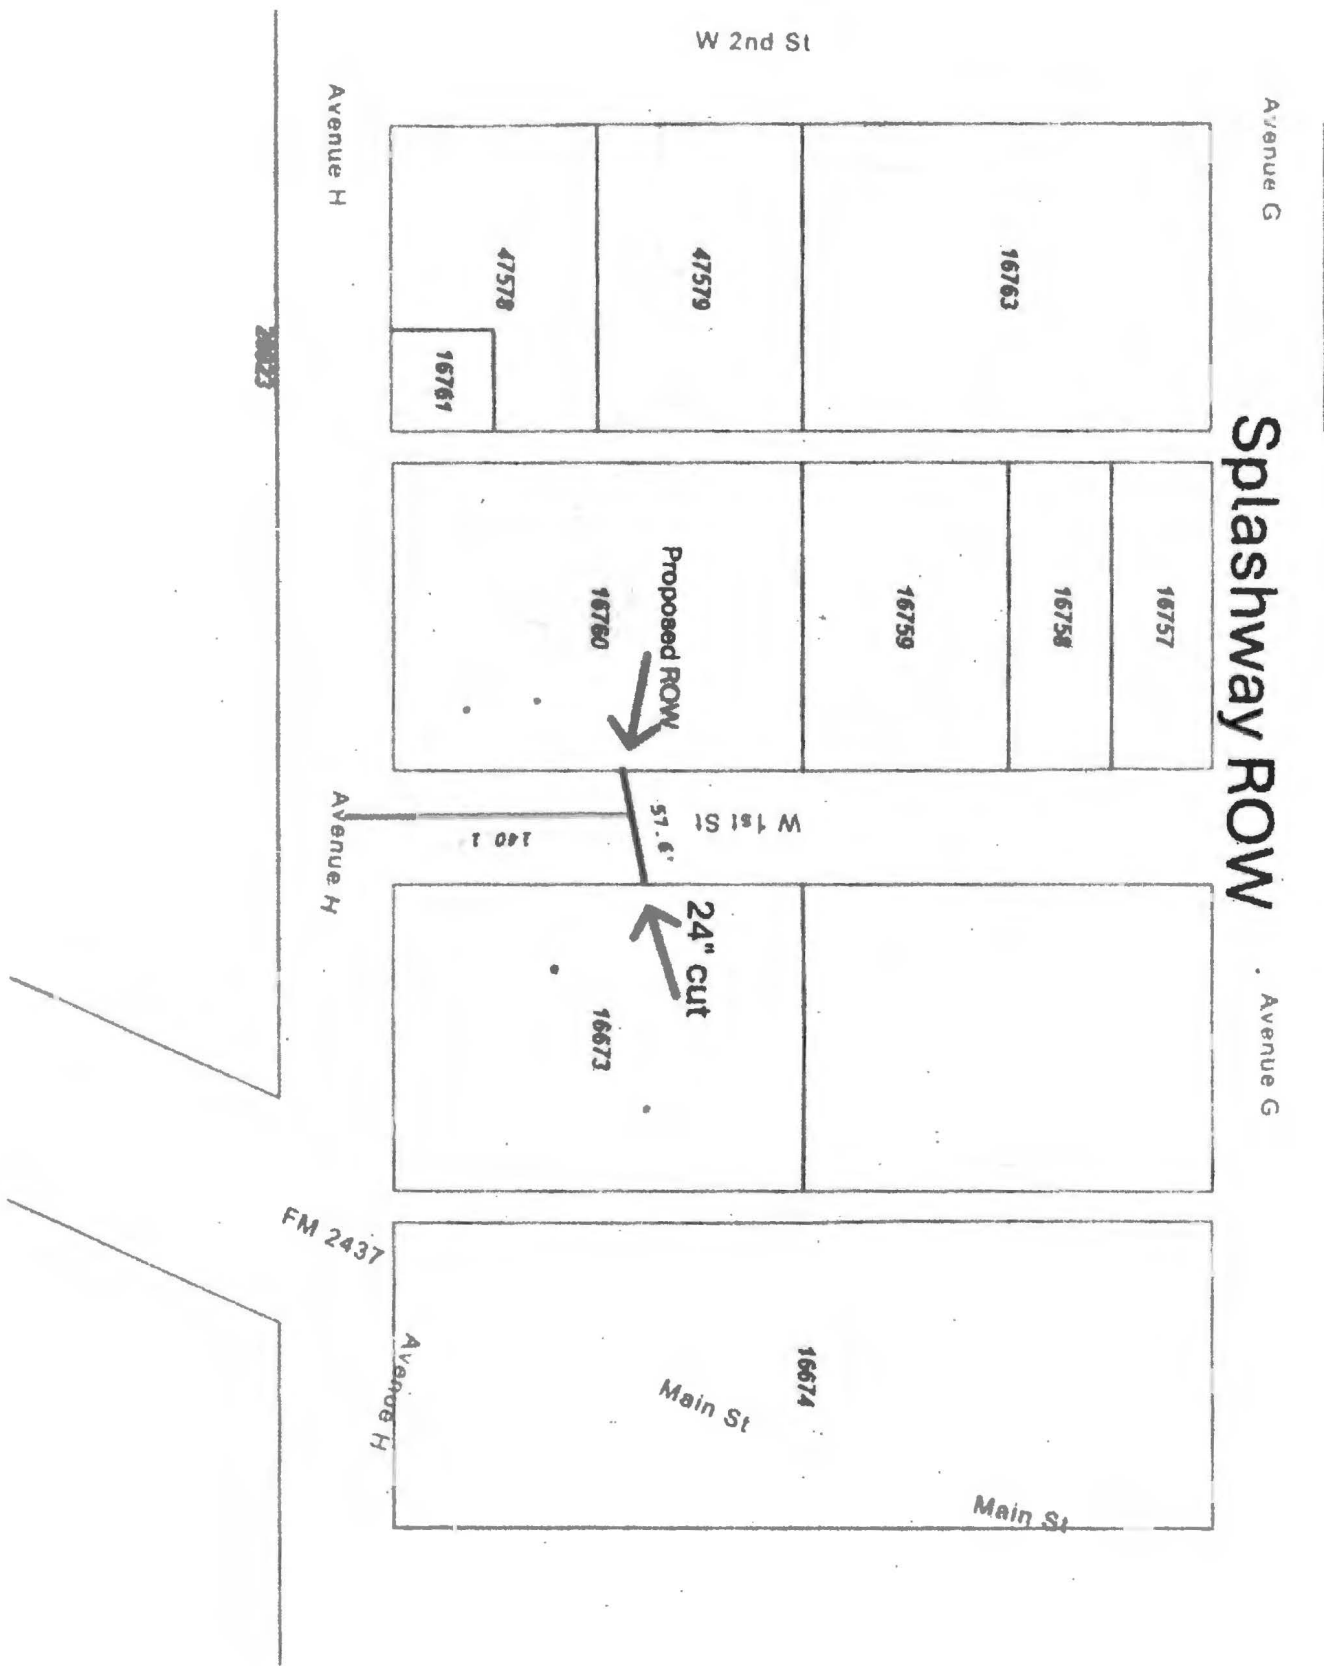 Splashway ROW
Avenue G
Avenue G
16763
16757
16758
16759
W 2nd St
47579
47578
16761
Proposed ROW
16760
W 1st St
57.6'
140 1
24" cut
16673
16674
Main St
Main St
Avenue H
Avenue H
Avenue H
FM 2437